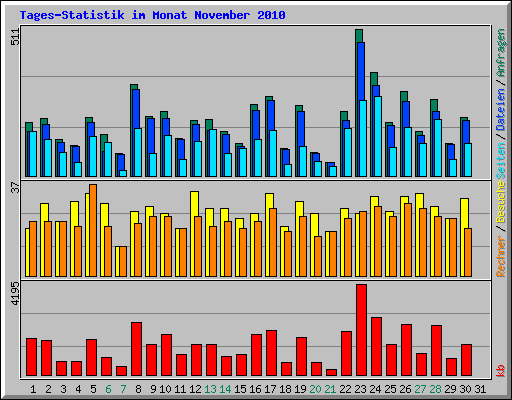 Tages-Statistik im Monat November 2010
511
37
4195
Rechner / Besuche Seiten / Dateien / Anfragen
kb
1 2 3 4 5 6 7 8 9 10 11 12 13 14 15 16 17 18 19 20 21 22 23 24 25 26 27 28 29 30 31